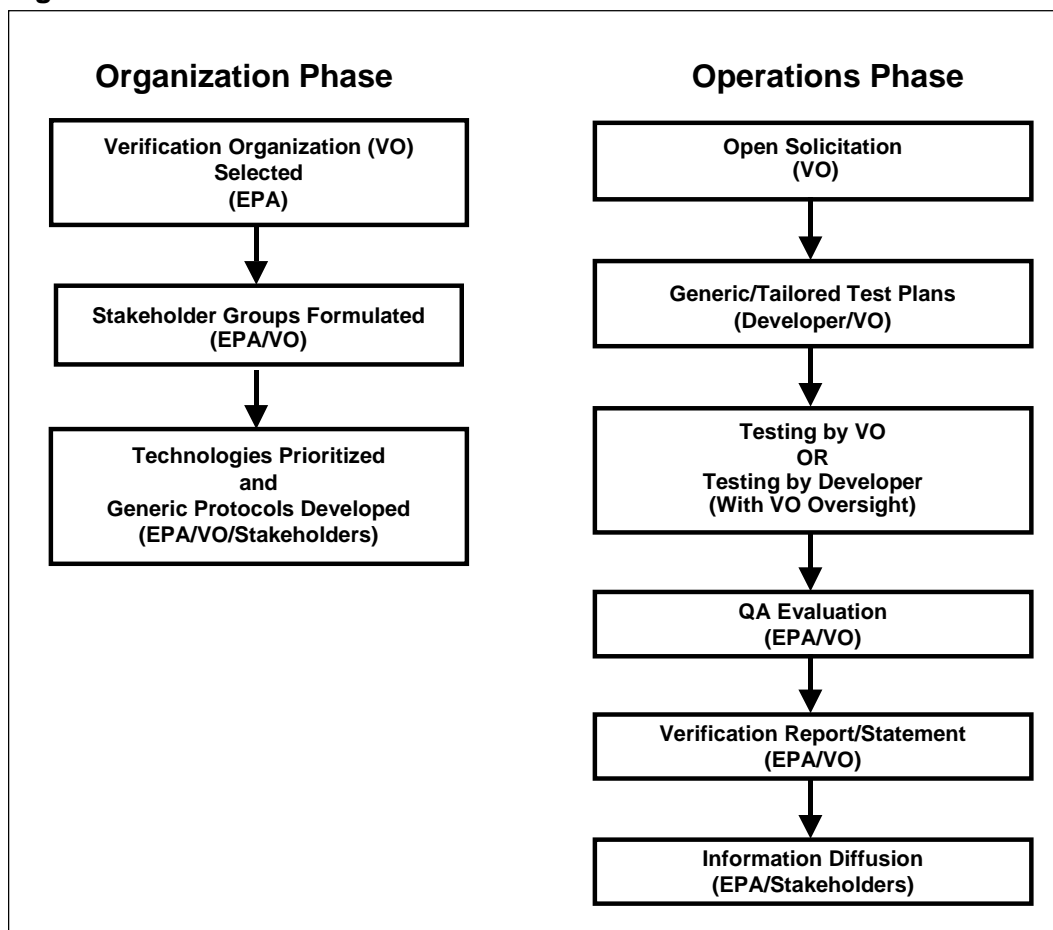 Organization Phase
Verification Organization (VO)
Selected
(EPA)
Stakeholder Groups Formulated
(EPA/VO)
Technologies Prioritized
and
Generic Protocols Developed
(EPA/VO/Stakeholders)
Operations Phase
Open Solicitation
(VO)
Generic/Tailored Test Plans
(Developer/VO)
Testing by VO
OR
Testing by Developer
(With VO Oversight)
QA Evaluation
(EPA/VO)
Verification Report/Statement
(EPA/VO)
Information Diffusion
(EPA/Stakeholders)